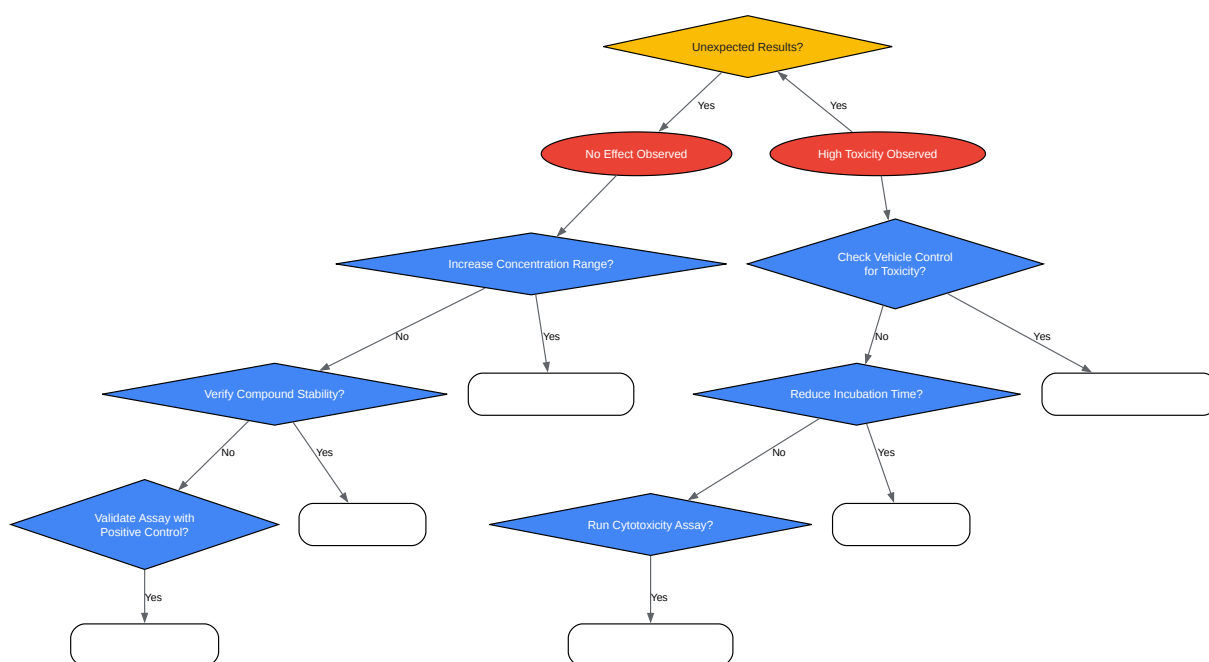 Unexpected Results?
Yes
Yes
No Effect Observed
High Toxicity Observed
Increase Concentration Range?
Check Vehicle Control
for Toxicity?
No
Yes
No
Yes
Verify Compound Stability?
Reduce Incubation Time?
No
Yes
No
Yes
Validate Assay with
Positive Control?
Run Cytotoxicity Assay?
Yes
Yes